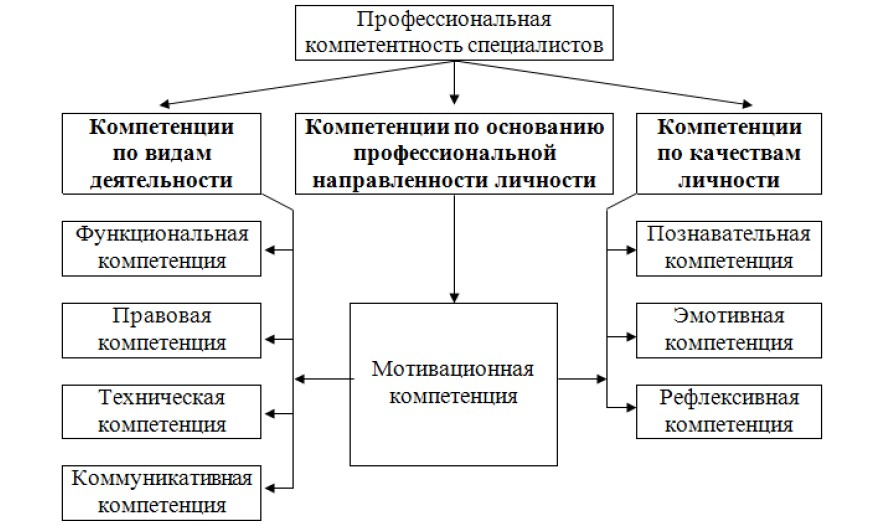 Профессиональная
компетентность специалистов
Компетенции
по видам
деятельности
Компетенции по основанию
профессиональной
направленности личности
Компетенции
по качествам
личности
Функциональная
компетенция
Правовая
компетенция
Техническая
компетенция
Коммуникативная
компетенция
Мотивационная
компетенция
Познавательная
компетенция
Эмотивная
компетенция
Рефлексивная
компетенция